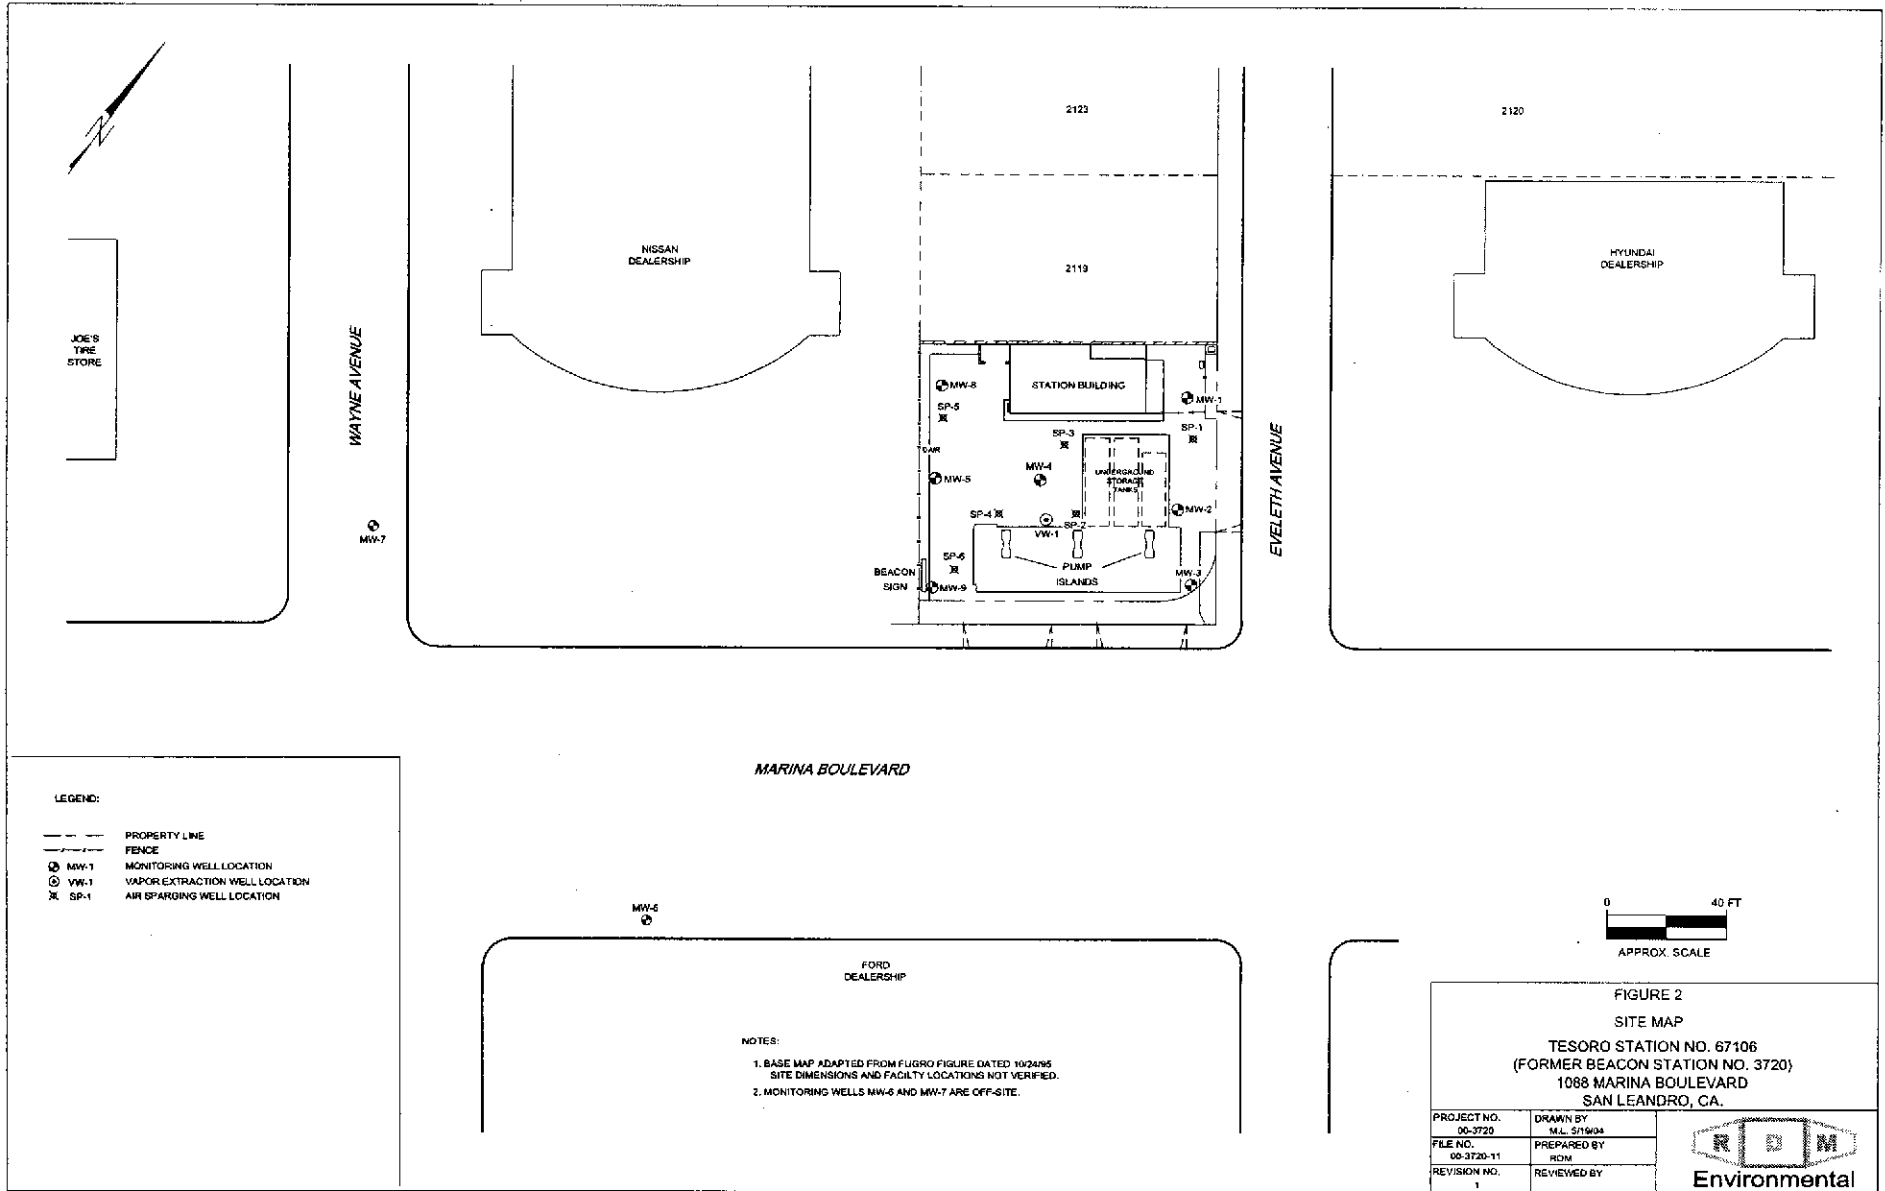 2123
2120
NISSAN
DEALERSHIP
HYUNDAI
DEALERSHIP
2119
JOE'S
TIRE
STORE
WAYNE AVENUE
STATION BUILDING
MW-8
MW-1
SP-5
SP-3
SP-1
AIR
MW-4
MW-5
UNDERGROUND
STORAGE
TANKS
EVELETH AVENUE
SP-4
SP-2
MW-2
VW-1
MW-7
SP-6
PUMP
ISLANDS
MW-3
BEACON
SIGN
MW-9
MARINA BOULEVARD
LEGEND:
PROPERTY LINE
FENCE
MW-1 MONITORING WELL LOCATION
VW-1 VAPOR EXTRACTION WELL LOCATION
SP-1 AIR SPARGING WELL LOCATION
MW-6
FORD
DEALERSHIP
0 40 FT
APPROX. SCALE
NOTES:
1. BASE MAP ADAPTED FROM FUGRO FIGURE DATED 10/24/95
SITE DIMENSIONS AND FACILTY LOCATIONS NOT VERIFIED.
2. MONITORING WELLS MW-6 AND MW-7 ARE OFF-SITE.
FIGURE 2
SITE MAP
TESORO STATION NO. 67106
(FORMER BEACON STATION NO. 3720)
1088 MARINA BOULEVARD
SAN LEANDRO, CA.
PROJECT NO.
00-3720
DRAWN BY
M.L. 5/19/04
FILE NO.
00-3720-11
PREPARED BY
RDM
REVISION NO.
1
REVIEWED BY
RDM
Environmental